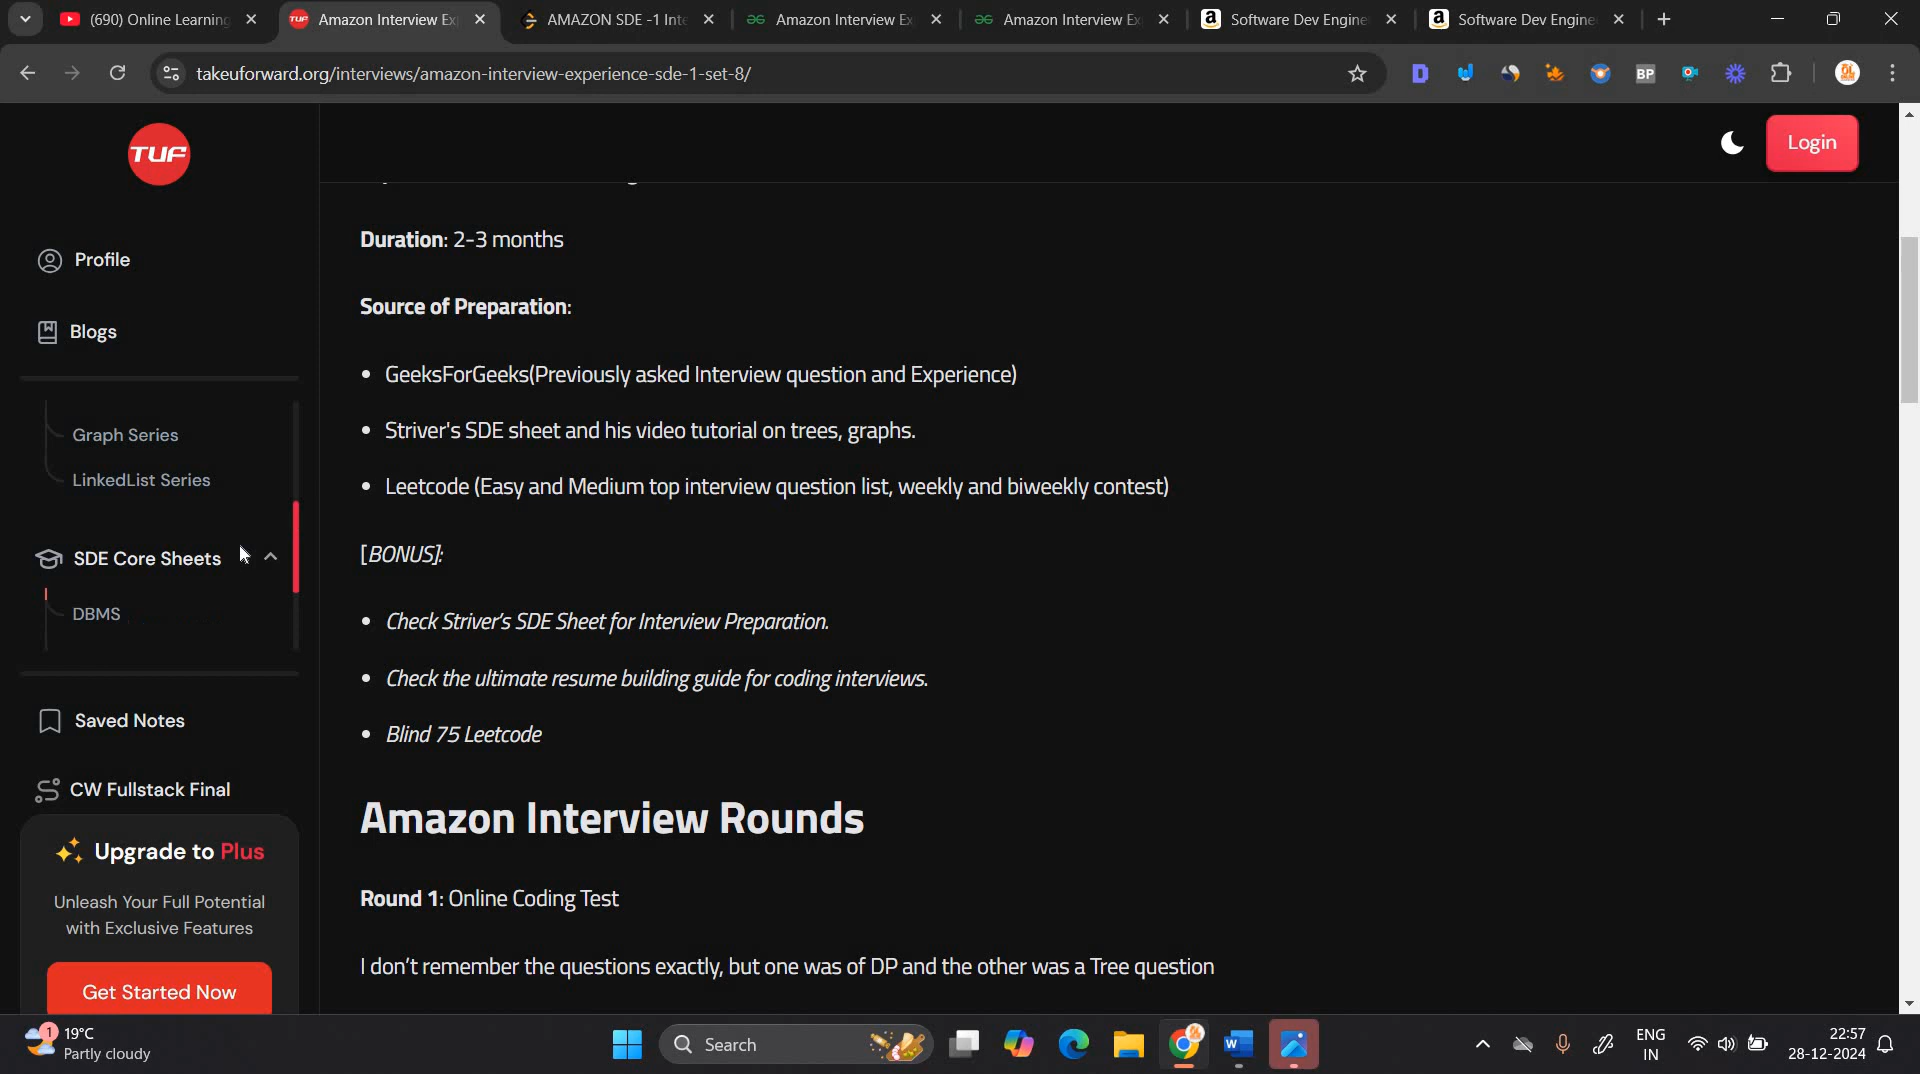 (690) Online Learning
Amazon Interview Ex
AMAZON SDE -1 Inte
Amazon Interview Ex
Amazon Interview Ex
Software Dev Engine
Software Dev Engine
takeuforward.org/interviews/amazon-interview-experience-sde-1-set-8/
BP
TUF
Login
Profile
Blogs
Graph Series
LinkedList Series
SDE Core Sheets
DBMS
Saved Notes
CW Fullstack Final
Upgrade to Plus
Unleash Your Full Potential
with Exclusive Features
Get Started Now
Duration: 2-3 months
Source of Preparation:
• GeeksForGeeks(Previously asked Interview question and Experience)
• Striver's SDE sheet and his video tutorial on trees, graphs.
• Leetcode (Easy and Medium top interview question list, weekly and biweekly contest)
[BONUS]:
• Check Striver's SDE Sheet for Interview Preparation.
• Check the ultimate resume building guide for coding interviews.
• Blind 75 Leetcode
Amazon Interview Rounds
Round 1: Online Coding Test
I don't remember the questions exactly, but one was of DP and the other was a Tree question
1
19°C
Partly cloudy
Search
ENG
IN
22:57
28-12-2024